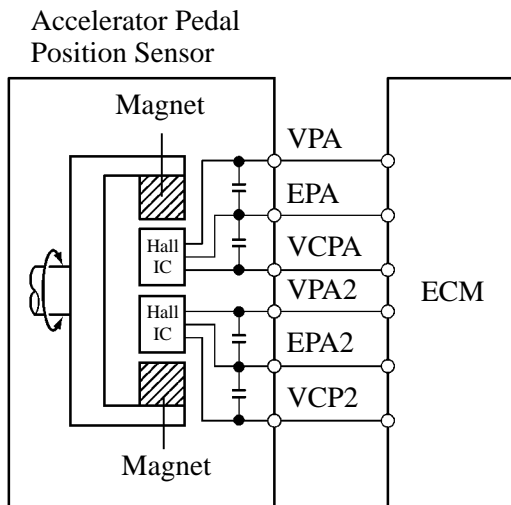 Accelerator Pedal
Position Sensor
Magnet
VPA
EPA
Hall
IC
VCPA
VPA2
ECM
Hall
IC
EPA2
VCP2
Magnet